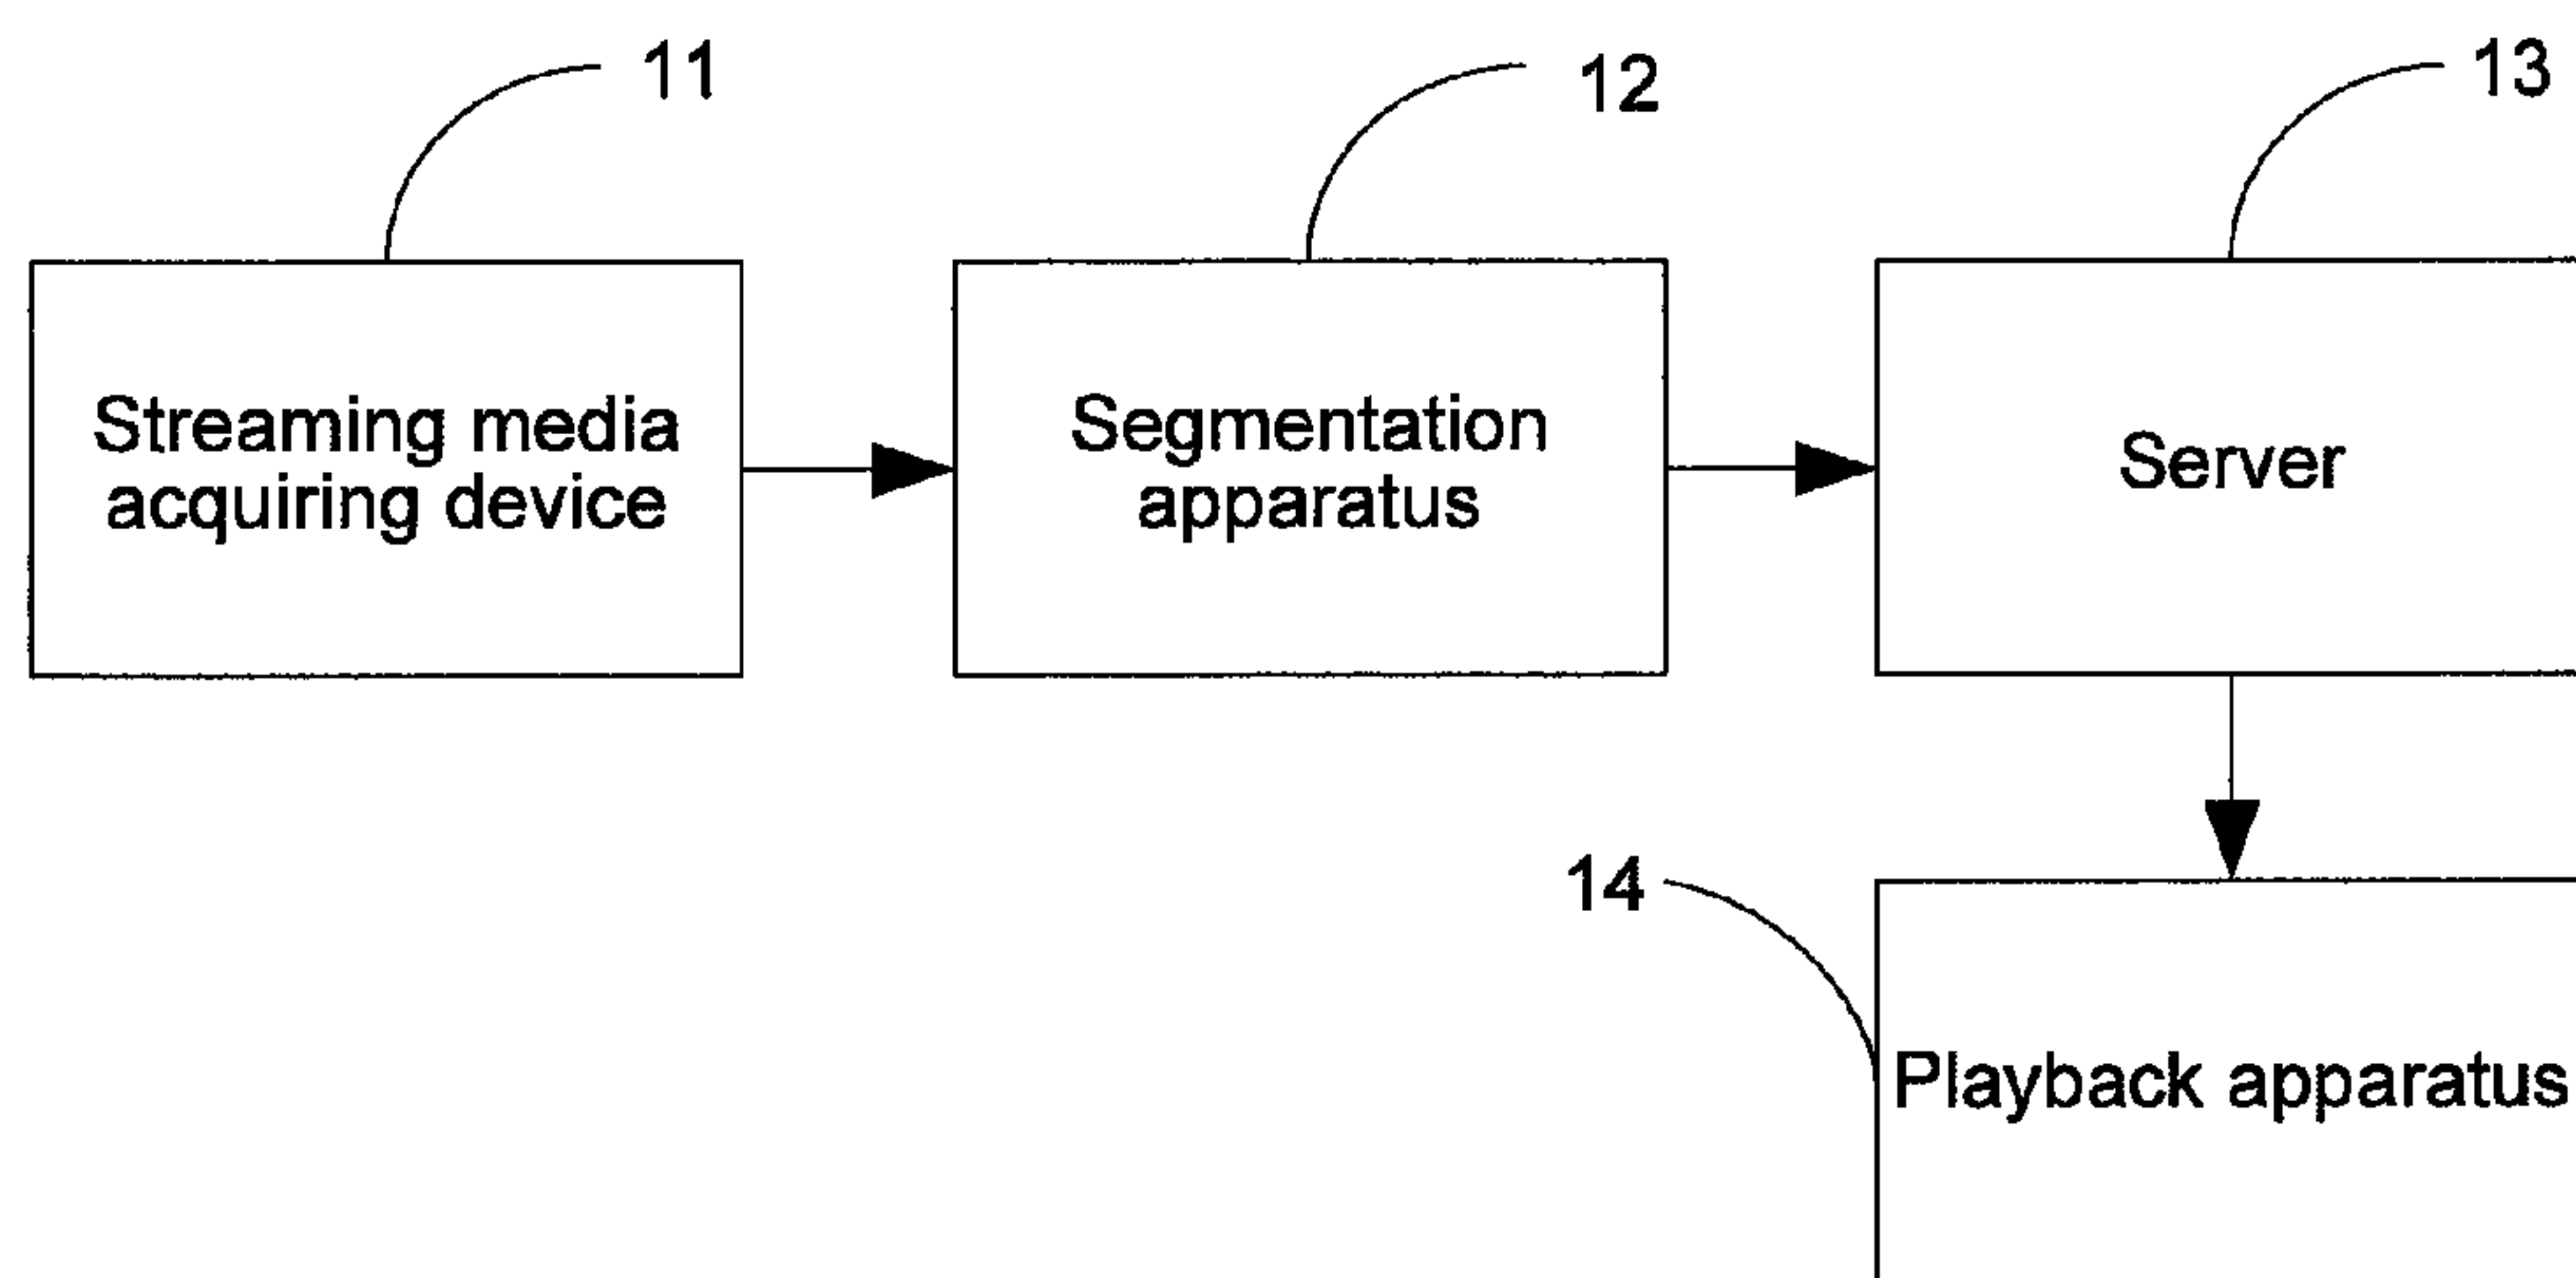 11
12
13
Streaming media
acquiring device
Segmentation
apparatus
Server
14
Playback apparatus